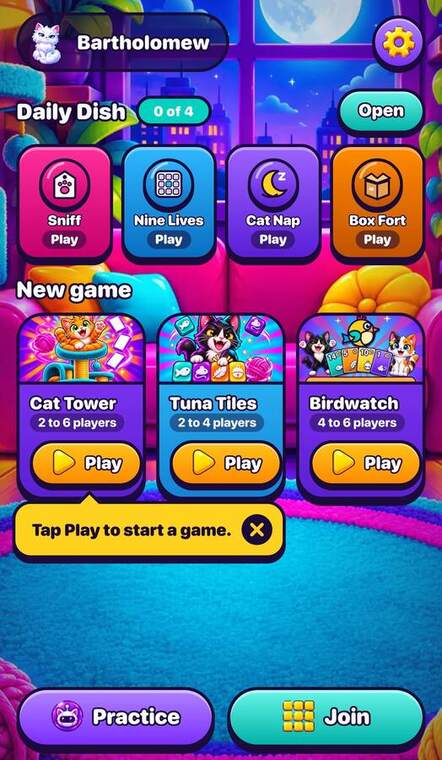 Bartholomew
Daily Dish
0 of 4
Open
Sniff
Play
Nine Lives
Play
Cat Nap
Play
Box Fort
Play
New game
Cat Tower
2 to 6 players
Play
Tuna Tiles
2 to 4 players
Play
Birdwatch
4 to 6 players
Play
Tap Play to start a game.
Practice
Join